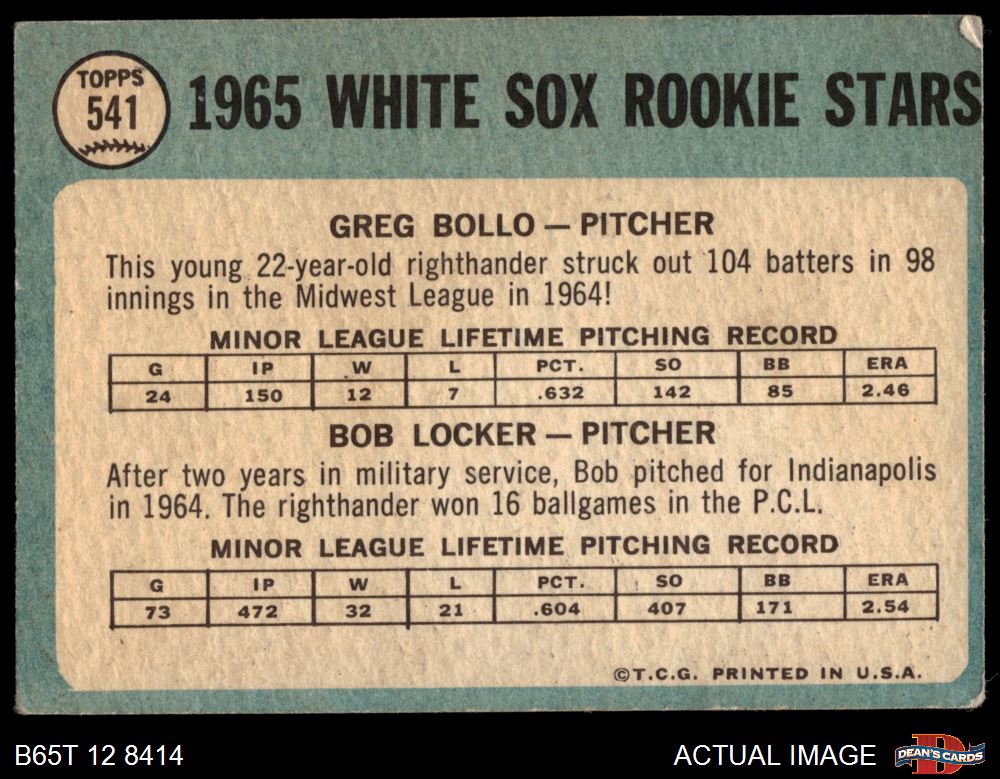 TOPPS
541
1965 WHITE SOX ROOKIE STARS
GREG BOLLO — PITCHER
This young 22-year-old righthander struck out 104 batters in 98
innings in the Midwest League in 1964!
MINOR LEAGUE LIFETIME PITCHING RECORD
G IP W L PCT. SO BB ERA
24 150 12 7 .632 142 85 2.46
BOB LOCKER — PITCHER
After two years in military service, Bob pitched for Indianapolis
in 1964. The righthander won 16 ballgames in the P.C.L.
MINOR LEAGUE LIFETIME PITCHING RECORD
G IP W L PCT. SO BB ERA
73 472 32 21 .604 407 171 2.54
©T.C.G. PRINTED IN U.S.A.
B65T 12 8414 ACTUAL IMAGE DEAN'S CARDS